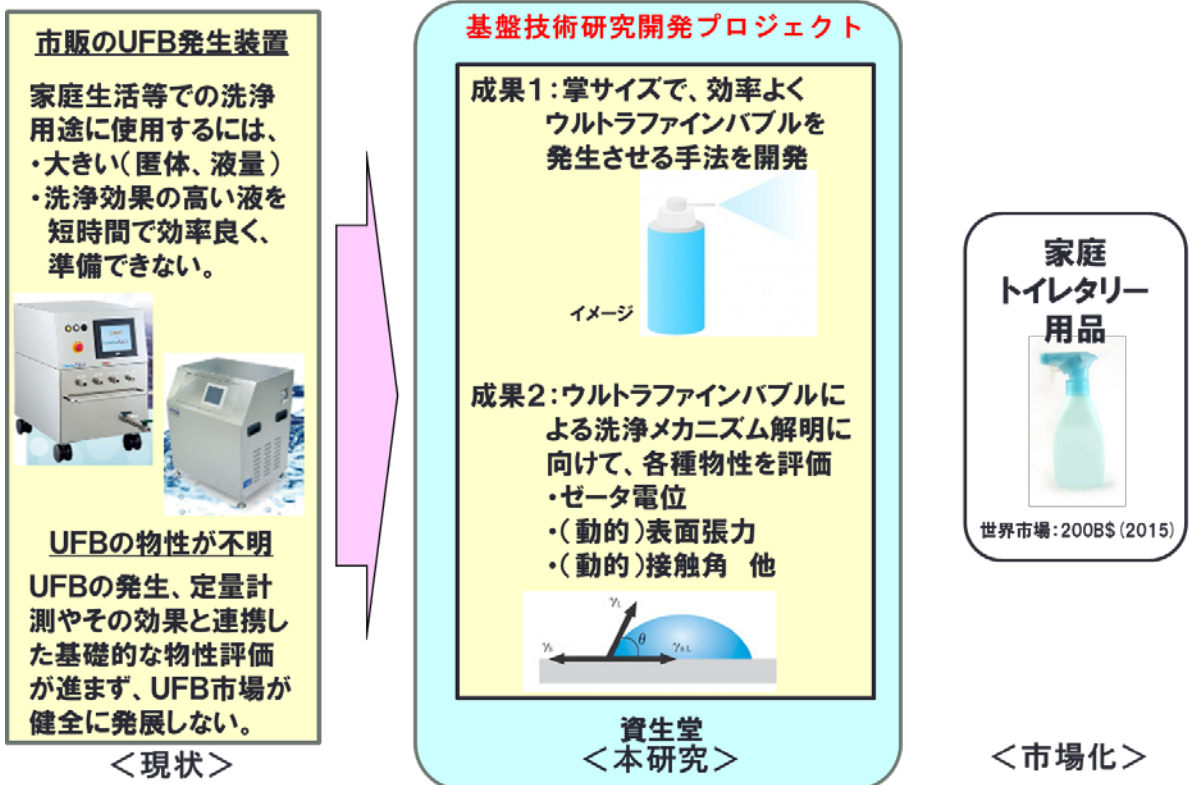 市販のUFB発生装置
家庭生活等での洗浄
用途に使用するには、
・大きい(匡体、液量)
・洗浄効果の高い液を
短時間で効率良く、
準備できない。
UFBの物性が不明
UFBの発生、定量計
測やその効果と連携し
た基礎的な物性評価
が進まず、UFB市場が
健全に発展しない。
<現状>
基盤技術研究開発プロジェクト
成果1:掌サイズで、効率よく
ウルトラファインバブルを
発生させる手法を開発
イメージ
成果2:ウルトラファインバブルに
よる洗浄メカニズム解明に
向けて、各種物性を評価
・ゼータ電位
・(動的)表面張力
・(動的)接触角 他
γL
γS
θ
γSL
資生堂
<本研究>
家庭
トイレタリー
用品
世界市場:200B$(2015)
<市場化>